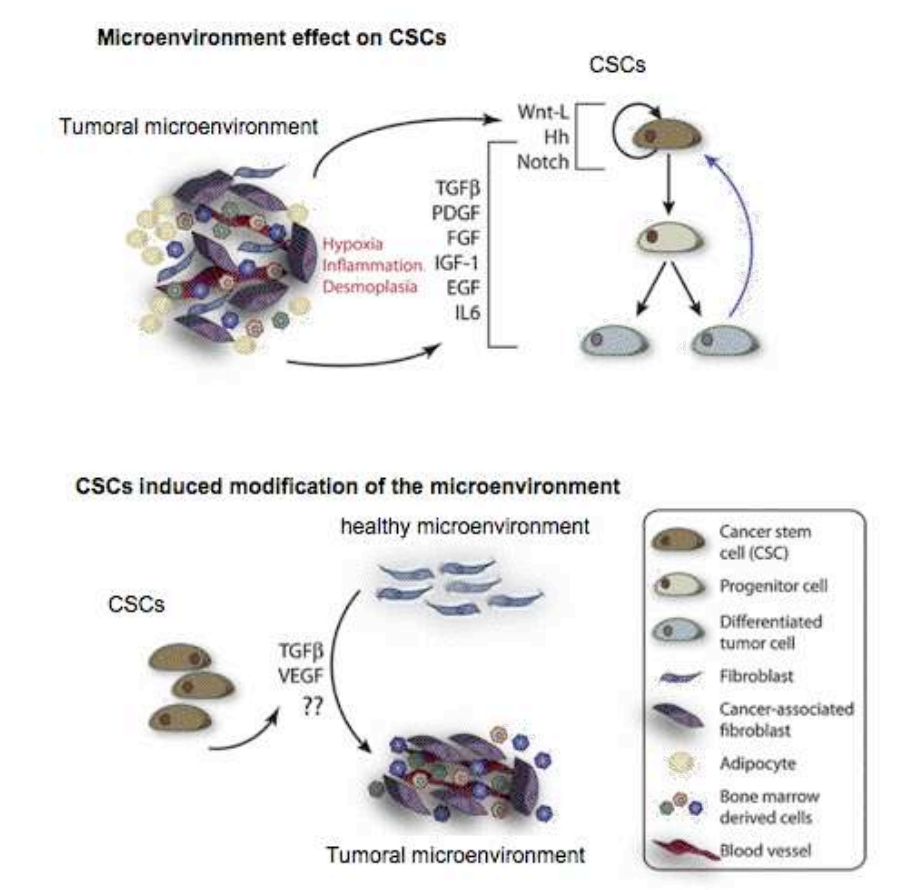 Microenvironment effect on CSCs
CSCs
Tumoral microenvironment
Wnt-L
Hh
Notch
TGFβ
PDGF
FGF
IGF-1
EGF
IL6
Hypoxia
Inflammation
Desmoplasia
CSCs induced modification of the microenvironment
healthy microenvironment
CSCs
TGFβ
VEGF
??
Tumoral microenvironment
Cancer stem
cell (CSC)
Progenitor cell
Differentiated
tumor cell
Fibroblast
Cancer-associated
fibroblast
Adipocyte
Bone marrow
derived cells
Blood vessel